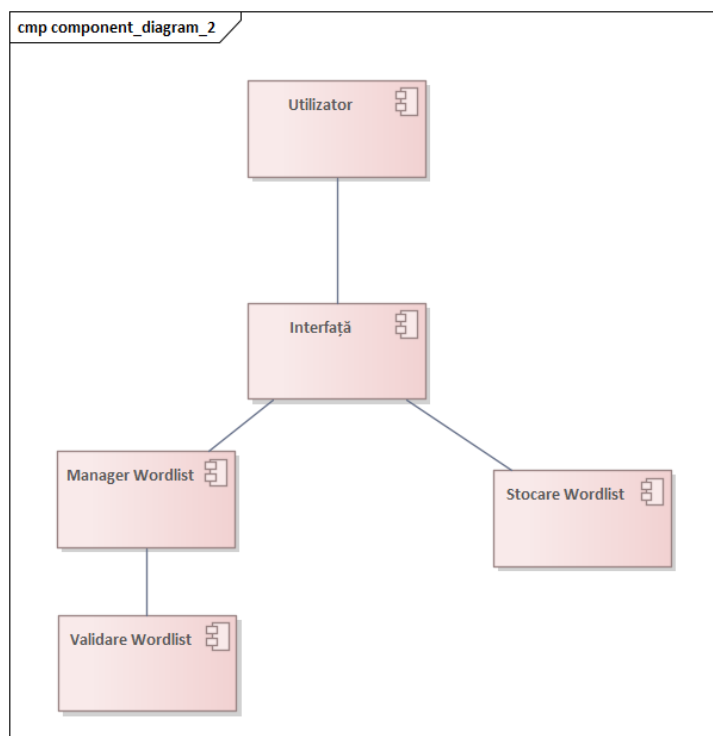 cmp component_diagram_2
Utilizator
Interfață
Manager Wordlist
Stocare Wordlist
Validare Wordlist